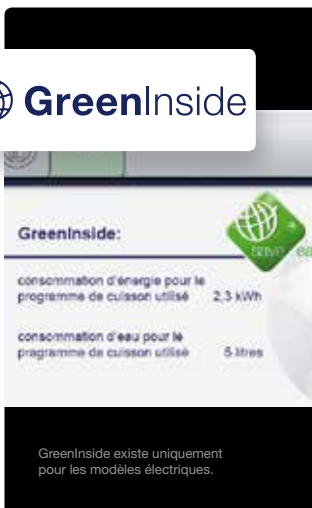 GreenInside
GreenInside:
consommation d'énergie pour le
programme de cuisson utilisé 2,3 kWh
consommation d'eau pour le
programme de cuisson utilisé 5 litres
GreenInside existe uniquement
pour les modèles électriques.